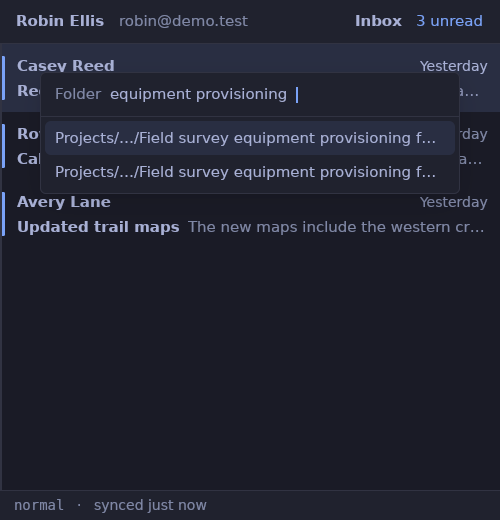 Robin Ellis robin@demo.test Inbox 3 unread
Casey Reed Yesterday
Folder equipment provisioning
Projects/.../Field survey equipment provisioning f...
Projects/.../Field survey equipment provisioning f...
Avery Lane Yesterday
Updated trail maps The new maps include the western cr...
normal · synced just now